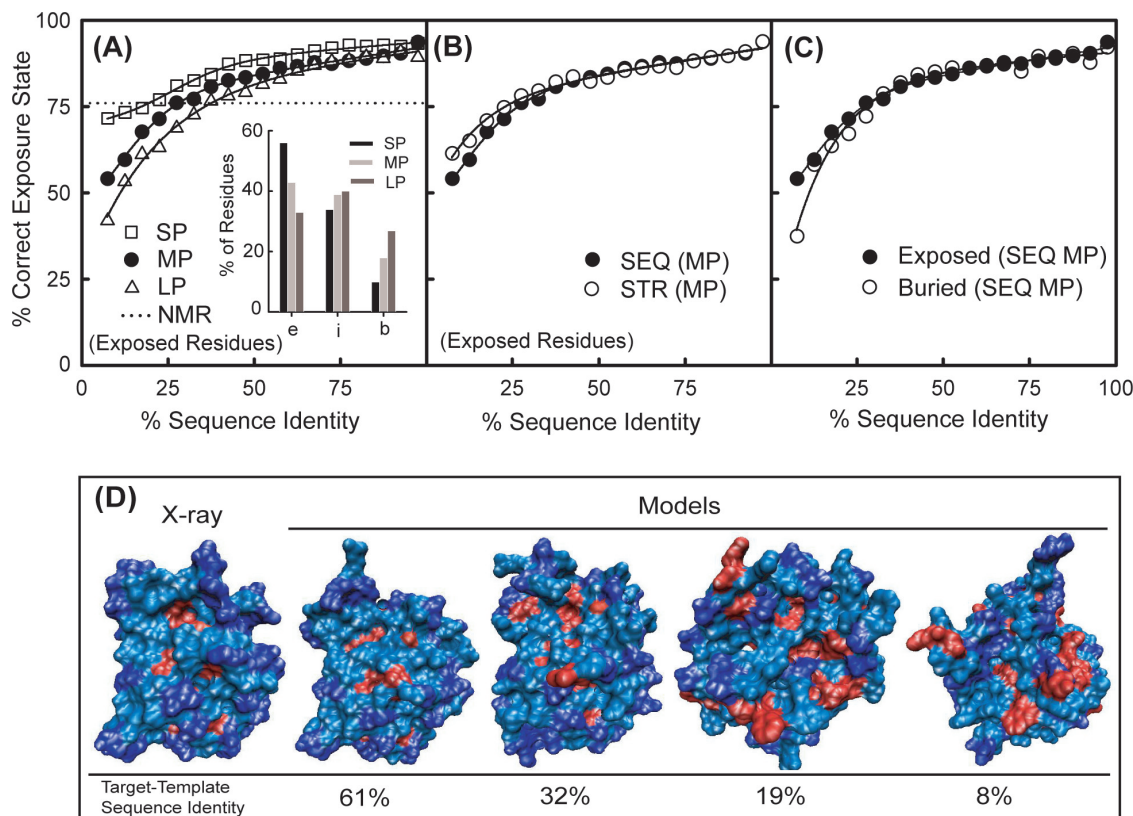 (A)
(B)
(C)
100
75
50
25
0
% Correct Exposure State
SP
MP
LP
NMR
(Exposed Residues)
60
40
20
0
% of Residues
SP
MP
LP
e i b
SEQ (MP)
STR (MP)
(Exposed Residues)
Exposed (SEQ MP)
Buried (SEQ MP)
0 25 50 75 25 50 75 25 50 75 100
% Sequence Identity % Sequence Identity % Sequence Identity
(D)
X-ray
Models
Target-Template
Sequence Identity
61% 32% 19% 8%